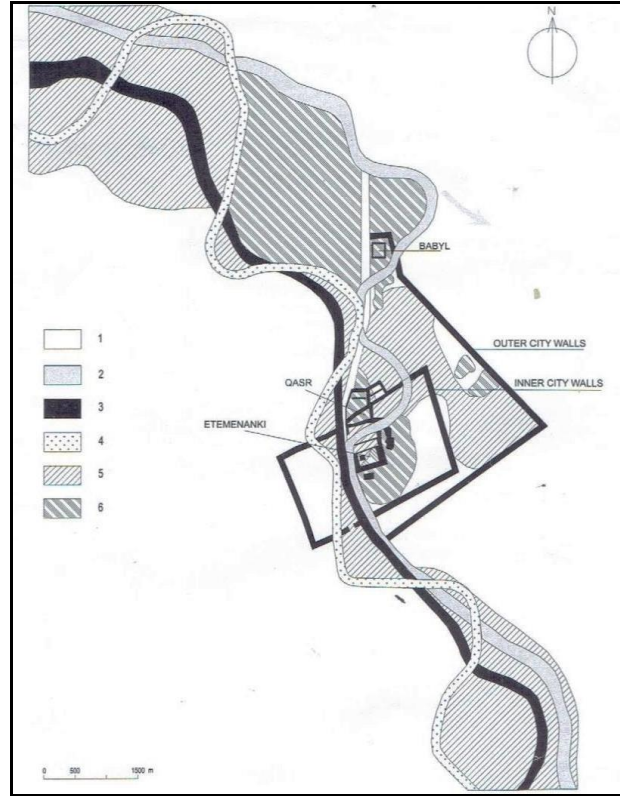 N
BABYL
OUTER CITY WALLS
INNER CITY WALLS
QASR
ETEMENANKI
1
2
3
4
5
6
0 500 1500 m